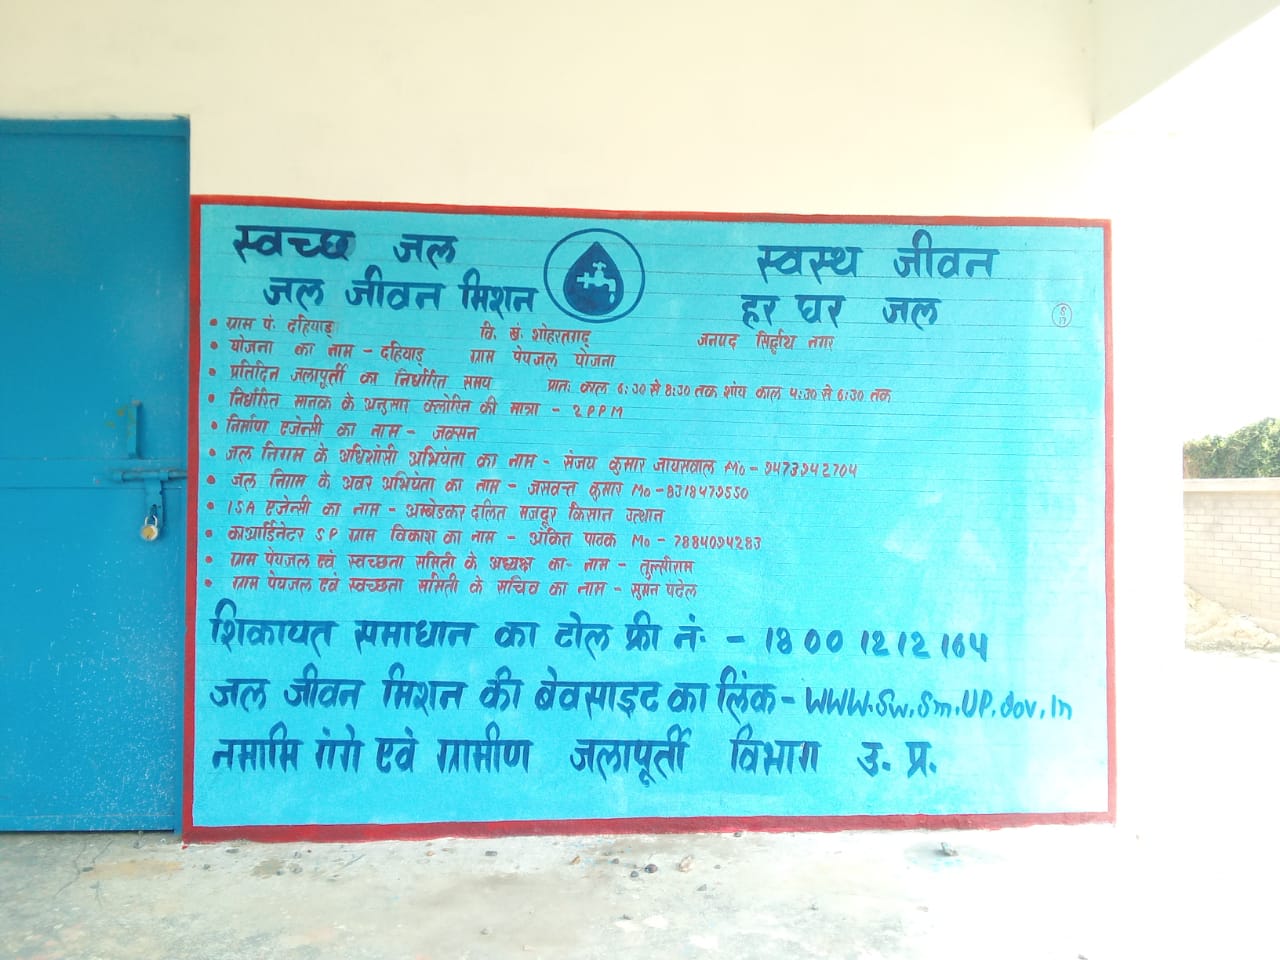 स्वच्छ जल स्वस्थ जीवन
जल जीवन मिशन हर घर जल
• ग्राम पं. दहियाड़ वि. खं. शोहरतगढ़ जनपद सिद्धार्थ नगर
• योजना का नाम - दहियाड़ ग्राम पेयजल योजना
• प्रतिदिन जलापूर्ती का निर्धारित समय प्रातः काल 6:30 से 8:30 तक शांय काल 4:30 से 6:30 तक
• निर्धारित मानक के अनुसार क्लोरिन की मात्रा - 2 PPM
• निर्माण एजेन्सी का नाम - जक्सन
• जल निगम के अधिशांसी अभियंता का नाम - संजय कुमार जायसवाल Mo - 9473942704
• जल निगम के अवर अभियंता का नाम - जसवन्त कुमार Mo - 8318479550
• ISA एजेन्सी का नाम - अम्बेडकर दलित मजदूर किसान उत्थान
• काआर्डिनेटर SP ग्राम विकाश का नाम - अंकित पाठक Mo - 7884094283
• ग्राम पेयजल एवं स्वच्छता समिती के अध्यक्ष का- नाम - तुल्सीराम
• ग्राम पेयजल एवं स्वच्छता समिती के सचिव का नाम - सुमन पटेल
शिकायत समाधान का टोल फ्री नं. - 1800 1212 164
जल जीवन मिशन की बेवसाइट का लिंक - WWW.Sw.Sm.UP.Gov.In
नमामि गंगे एवं ग्रामीण जलापूर्ती विभाग उ. प्र.